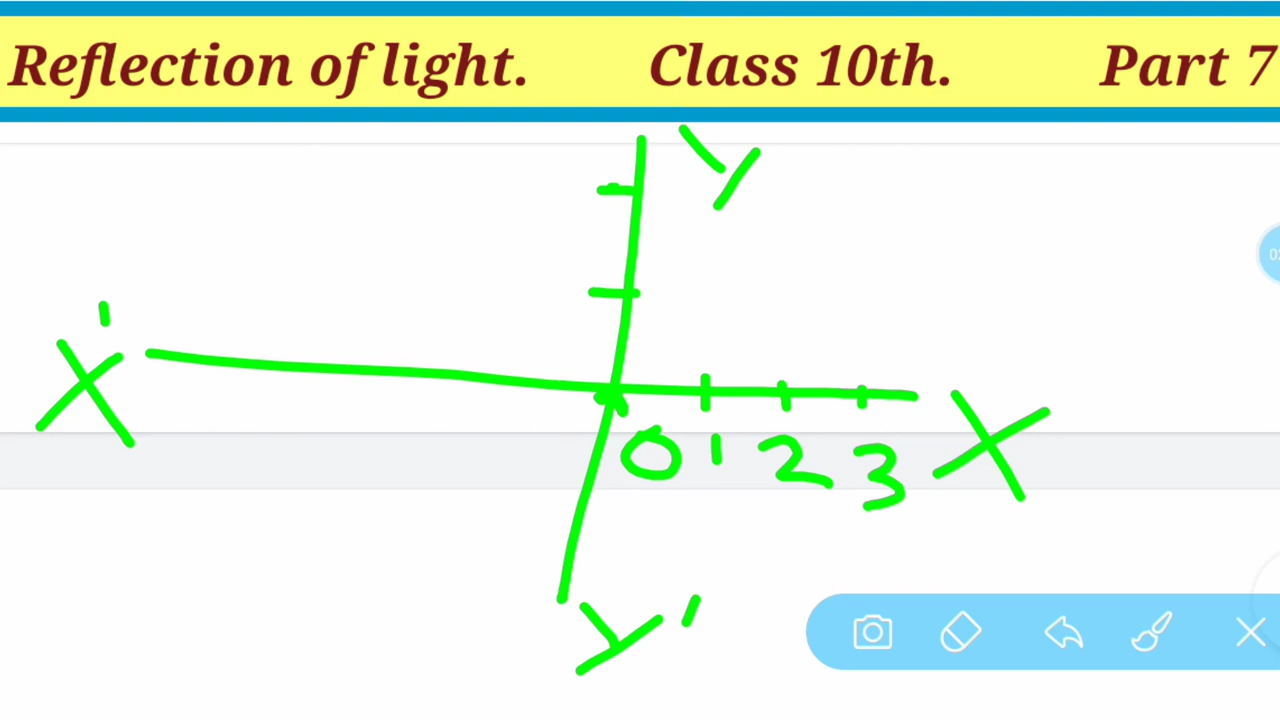 Reflection of light. Class 10th. Part 7
y
X'
0 1 2 3 X
y'